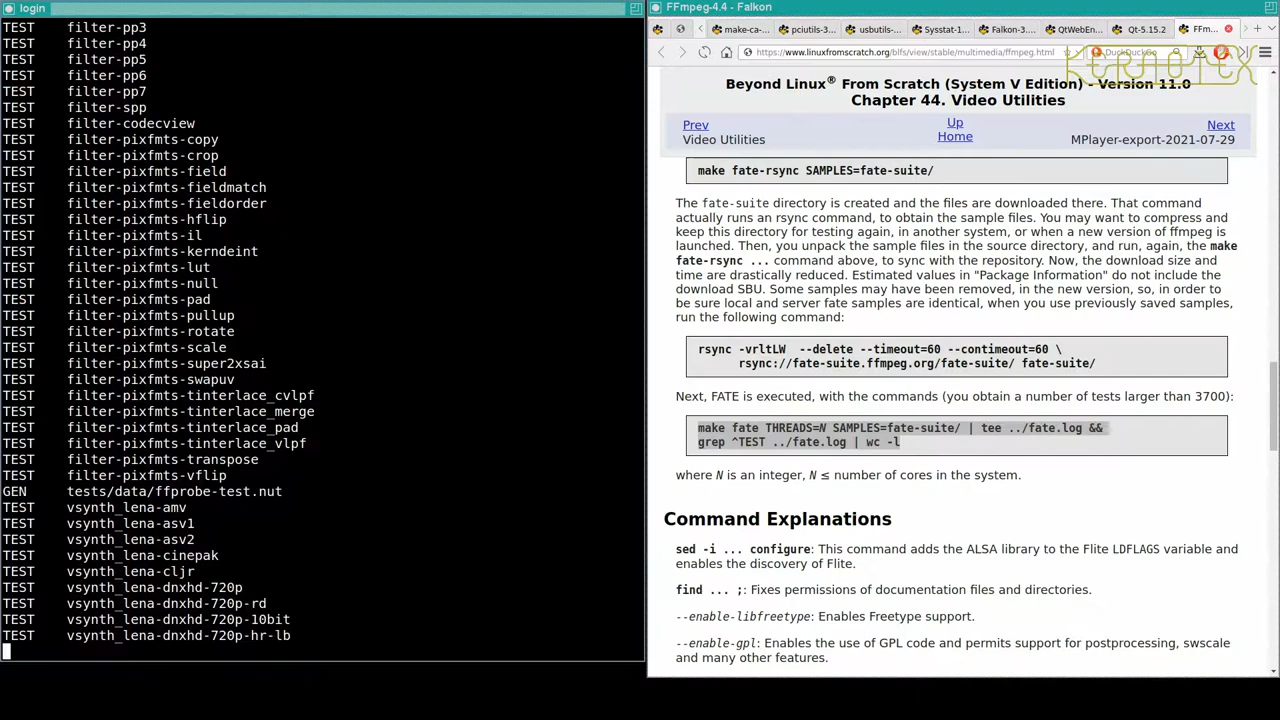 login
TEST filter-pp3
TEST filter-pp4
TEST filter-pp5
TEST filter-pp6
TEST filter-pp7
TEST filter-spp
TEST filter-codecview
TEST filter-pixfmts-copy
TEST filter-pixfmts-crop
TEST filter-pixfmts-field
TEST filter-pixfmts-fieldmatch
TEST filter-pixfmts-fieldorder
TEST filter-pixfmts-hflip
TEST filter-pixfmts-il
TEST filter-pixfmts-kerndeint
TEST filter-pixfmts-lut
TEST filter-pixfmts-null
TEST filter-pixfmts-pad
TEST filter-pixfmts-pullup
TEST filter-pixfmts-rotate
TEST filter-pixfmts-scale
TEST filter-pixfmts-super2xsai
TEST filter-pixfmts-swapuv
TEST filter-pixfmts-tinterlace_cvlpf
TEST filter-pixfmts-tinterlace_merge
TEST filter-pixfmts-tinterlace_pad
TEST filter-pixfmts-tinterlace_vlpf
TEST filter-pixfmts-transpose
TEST filter-pixfmts-vflip
GEN tests/data/ffprobe-test.nut
TEST vsynth_lena-amv
TEST vsynth_lena-asv1
TEST vsynth_lena-asv2
TEST vsynth_lena-cinepak
TEST vsynth_lena-cljr
TEST vsynth_lena-dnxhd-720p
TEST vsynth_lena-dnxhd-720p-rd
TEST vsynth_lena-dnxhd-720p-10bit
TEST vsynth_lena-dnxhd-720p-hr-lb
FFmpeg-4.4 - Falkon
make-ca-... pciutils-3... usbutils-... Sysstat-1... Falkon-3.... QtWebEn... Qt-5.15.2 FFm...
https://www.linuxfromscratch.org/blfs/view/stable/multimedia/ffmpeg.html DuckDuckGo
KERNOTEX
Beyond Linux® From Scratch (System V Edition) - Version 11.0
Chapter 44. Video Utilities
Prev Up Next
Video Utilities Home MPlayer-export-2021-07-29
make fate-rsync SAMPLES=fate-suite/
The fate-suite directory is created and the files are downloaded there. That command
actually runs an rsync command, to obtain the sample files. You may want to compress and
keep this directory for testing again, in another system, or when a new version of ffmpeg is
launched. Then, you unpack the sample files in the source directory, and run, again, the make
fate-rsync ... command above, to sync with the repository. Now, the download size and
time are drastically reduced. Estimated values in "Package Information" do not include the
download SBU. Some samples may have been removed, in the new version, so, in order to
be sure local and server fate samples are identical, when you use previously saved samples,
run the following command:
rsync -vrltLW --delete --timeout=60 --contimeout=60 \
rsync://fate-suite.ffmpeg.org/fate-suite/ fate-suite/
Next, FATE is executed, with the commands (you obtain a number of tests larger than 3700):
make fate THREADS=N SAMPLES=fate-suite/ | tee ../fate.log &&
grep ^TEST ../fate.log | wc -l
where N is an integer, N ≤ number of cores in the system.
Command Explanations
sed -i ... configure: This command adds the ALSA library to the Flite LDFLAGS variable and
enables the discovery of Flite.
find ... ;: Fixes permissions of documentation files and directories.
--enable-libfreetype: Enables Freetype support.
--enable-gpl: Enables the use of GPL code and permits support for postprocessing, swscale
and many other features.